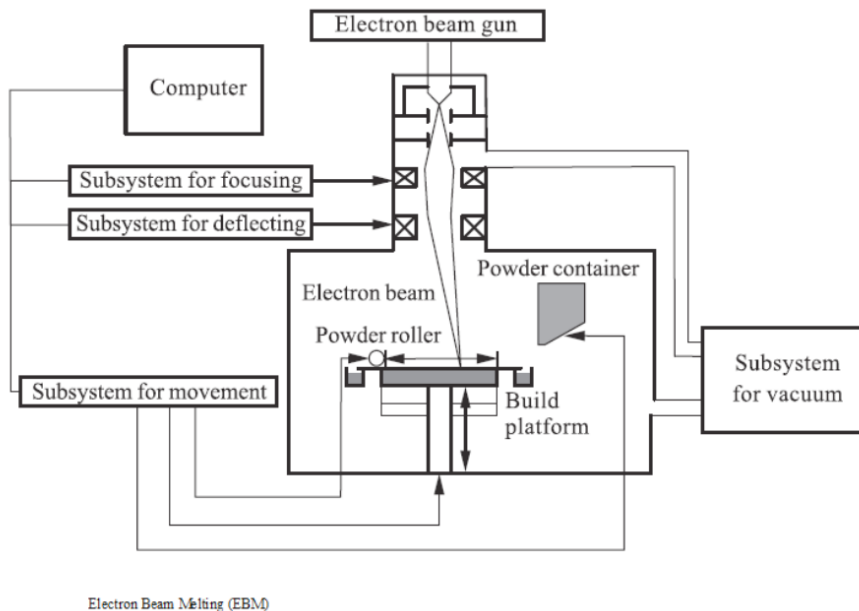 Electron beam gun
Computer
Subsystem for focusing
Subsystem for deflecting
Powder container
Electron beam
Powder roller
Subsystem for movement
Build
platform
Subsystem
for vacuum
Electron Beam Melting (EBM)